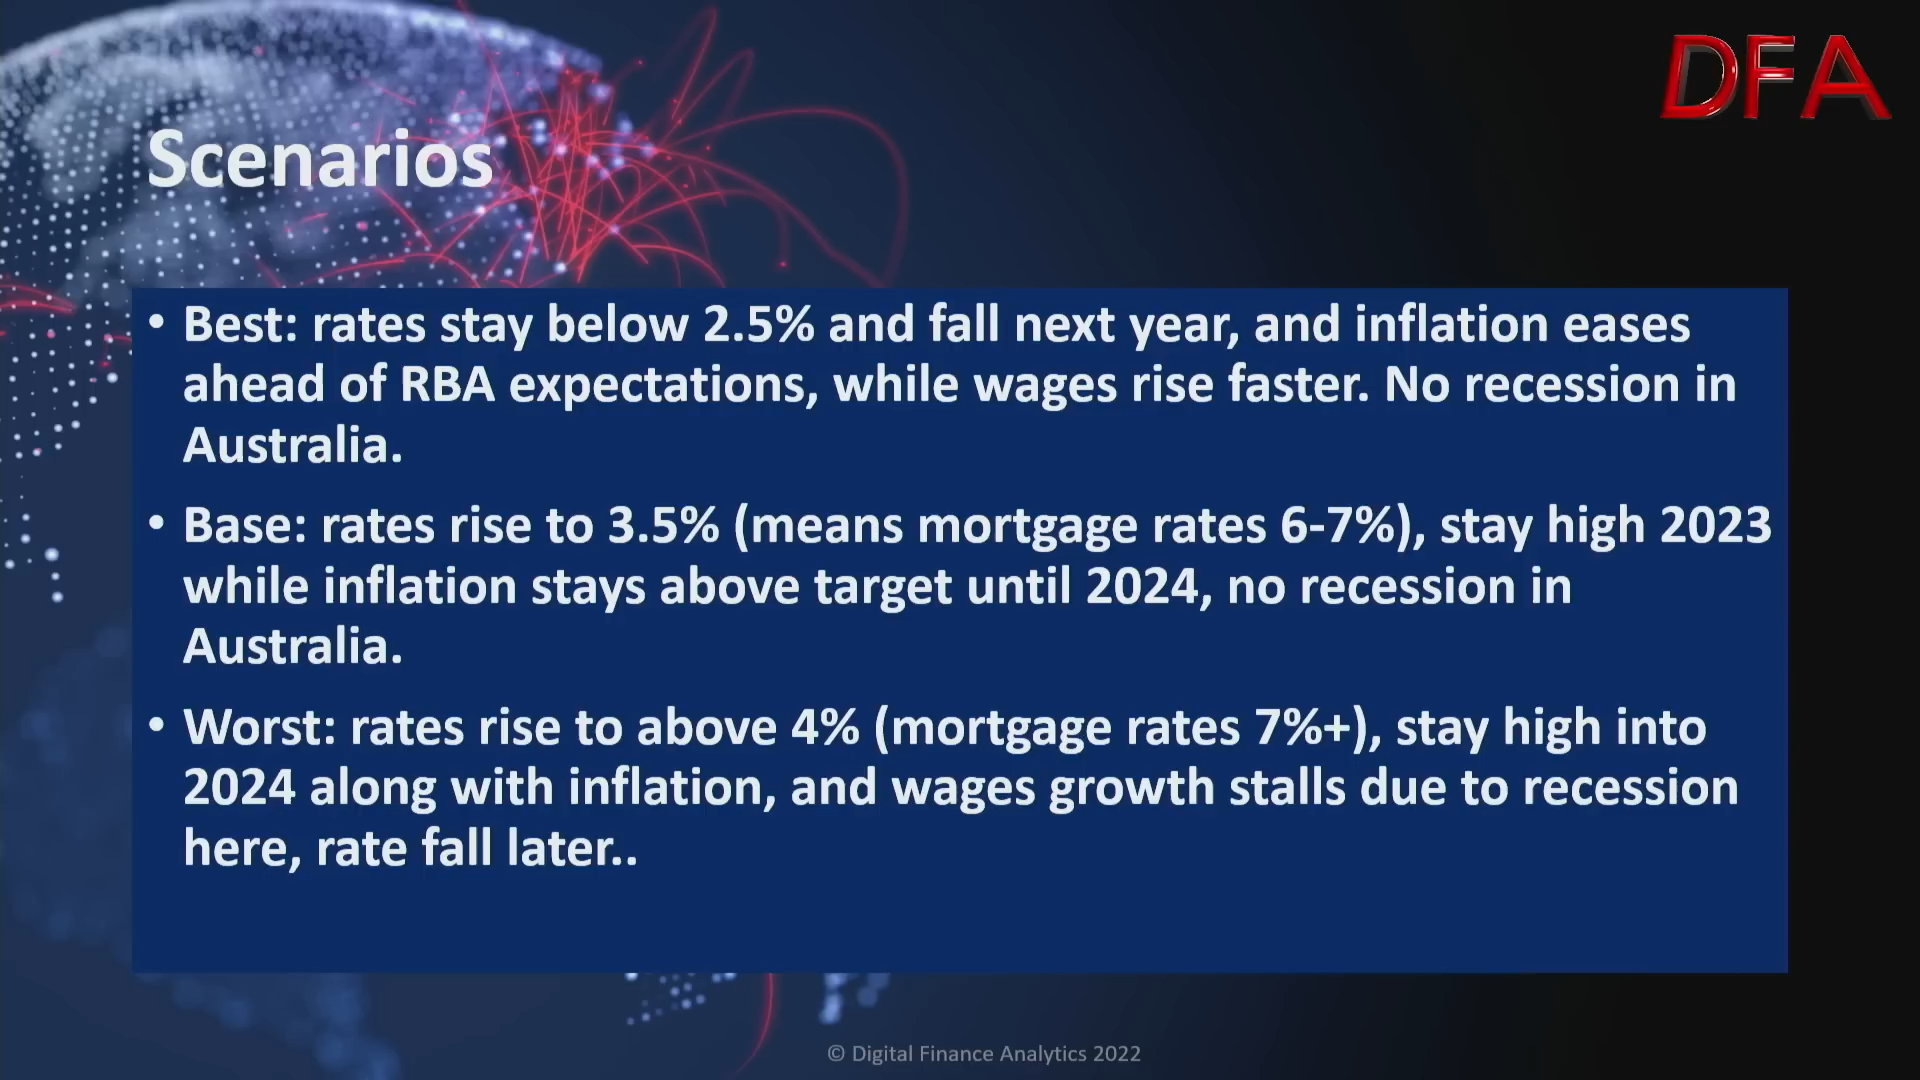 DFA
Scenarios
• Best: rates stay below 2.5% and fall next year, and inflation eases
ahead of RBA expectations, while wages rise faster. No recession in
Australia.
• Base: rates rise to 3.5% (means mortgage rates 6-7%), stay high 2023
while inflation stays above target until 2024, no recession in
Australia.
• Worst: rates rise to above 4% (mortgage rates 7%+), stay high into
2024 along with inflation, and wages growth stalls due to recession
here, rate fall later..
© Digital Finance Analytics 2022